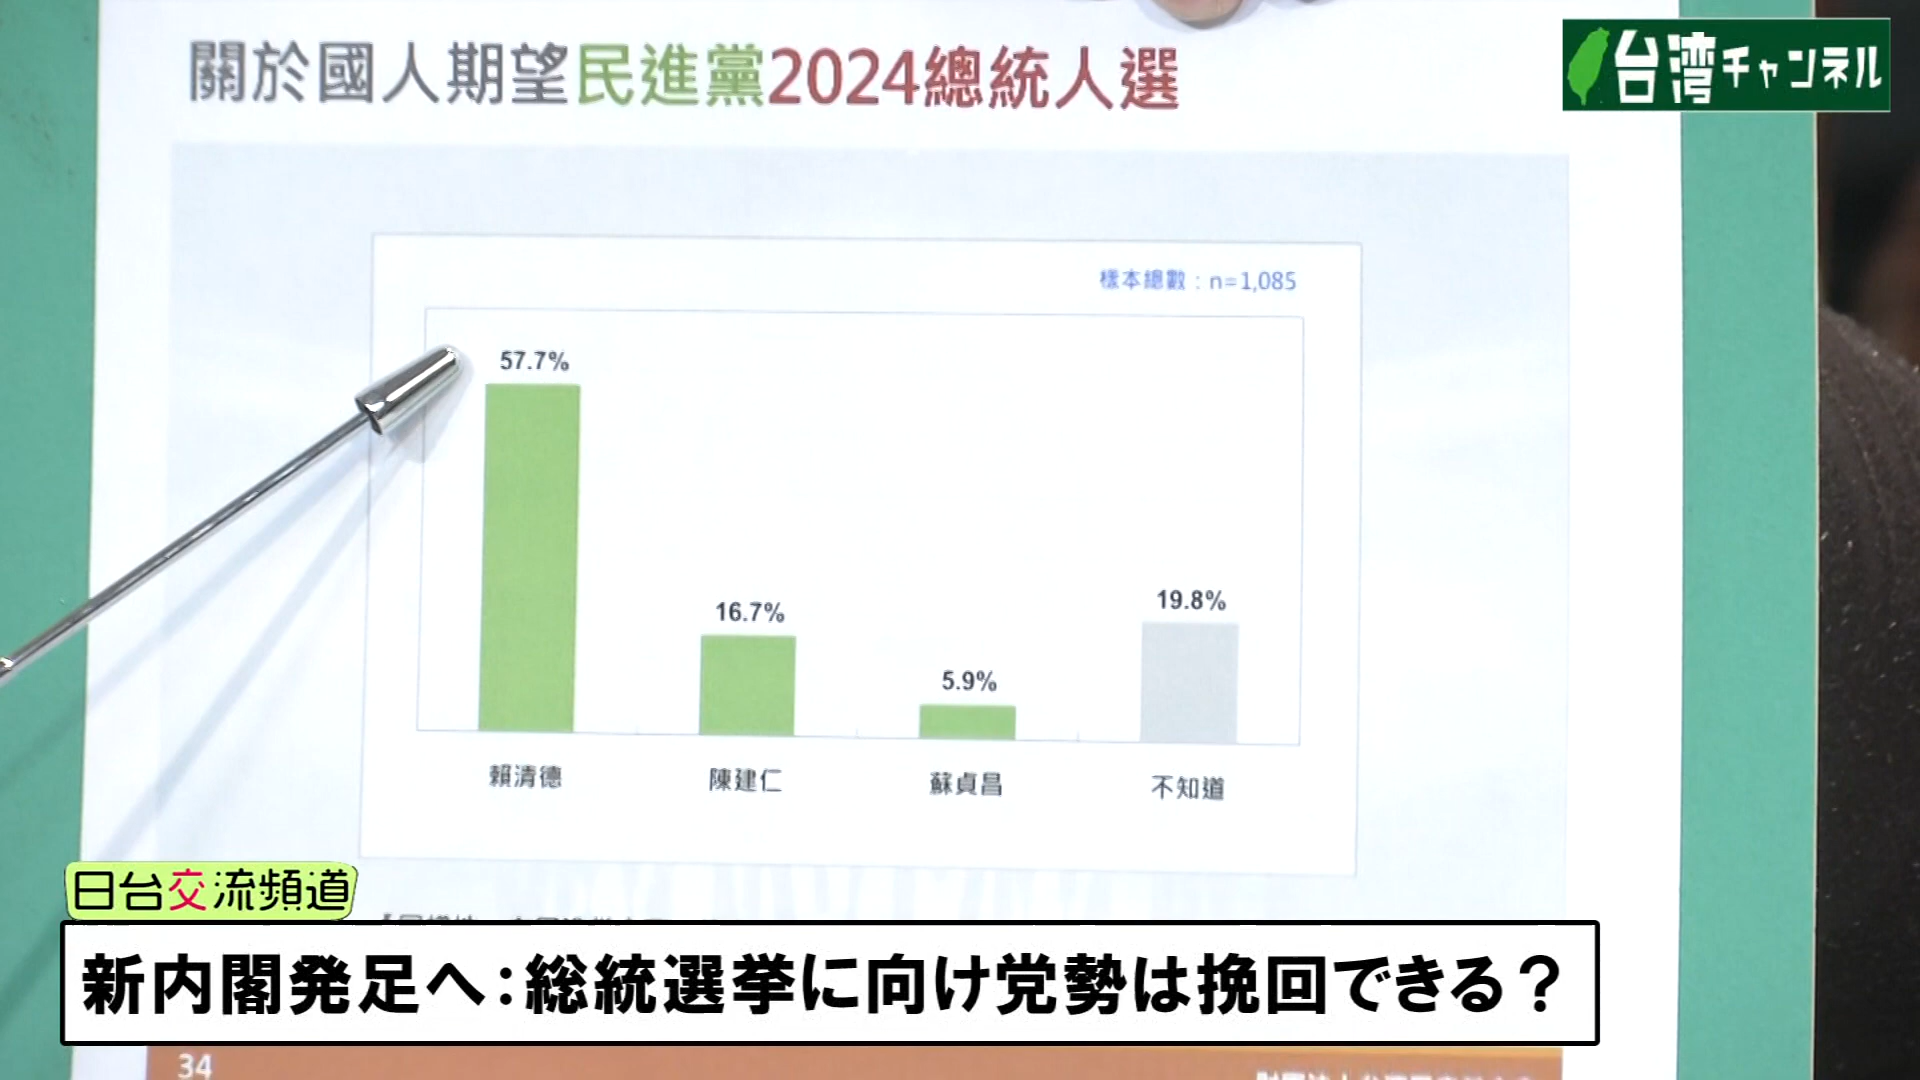 關於國人期望民進黨2024總統人選
台湾チャンネル
樣本總數：n=1,085
57.7%
16.7%
5.9%
19.8%
賴清德
陳建仁
蘇貞昌
不知道
日台交流頻道
新内閣発足へ：総統選挙に向け党勢は挽回できる？
34